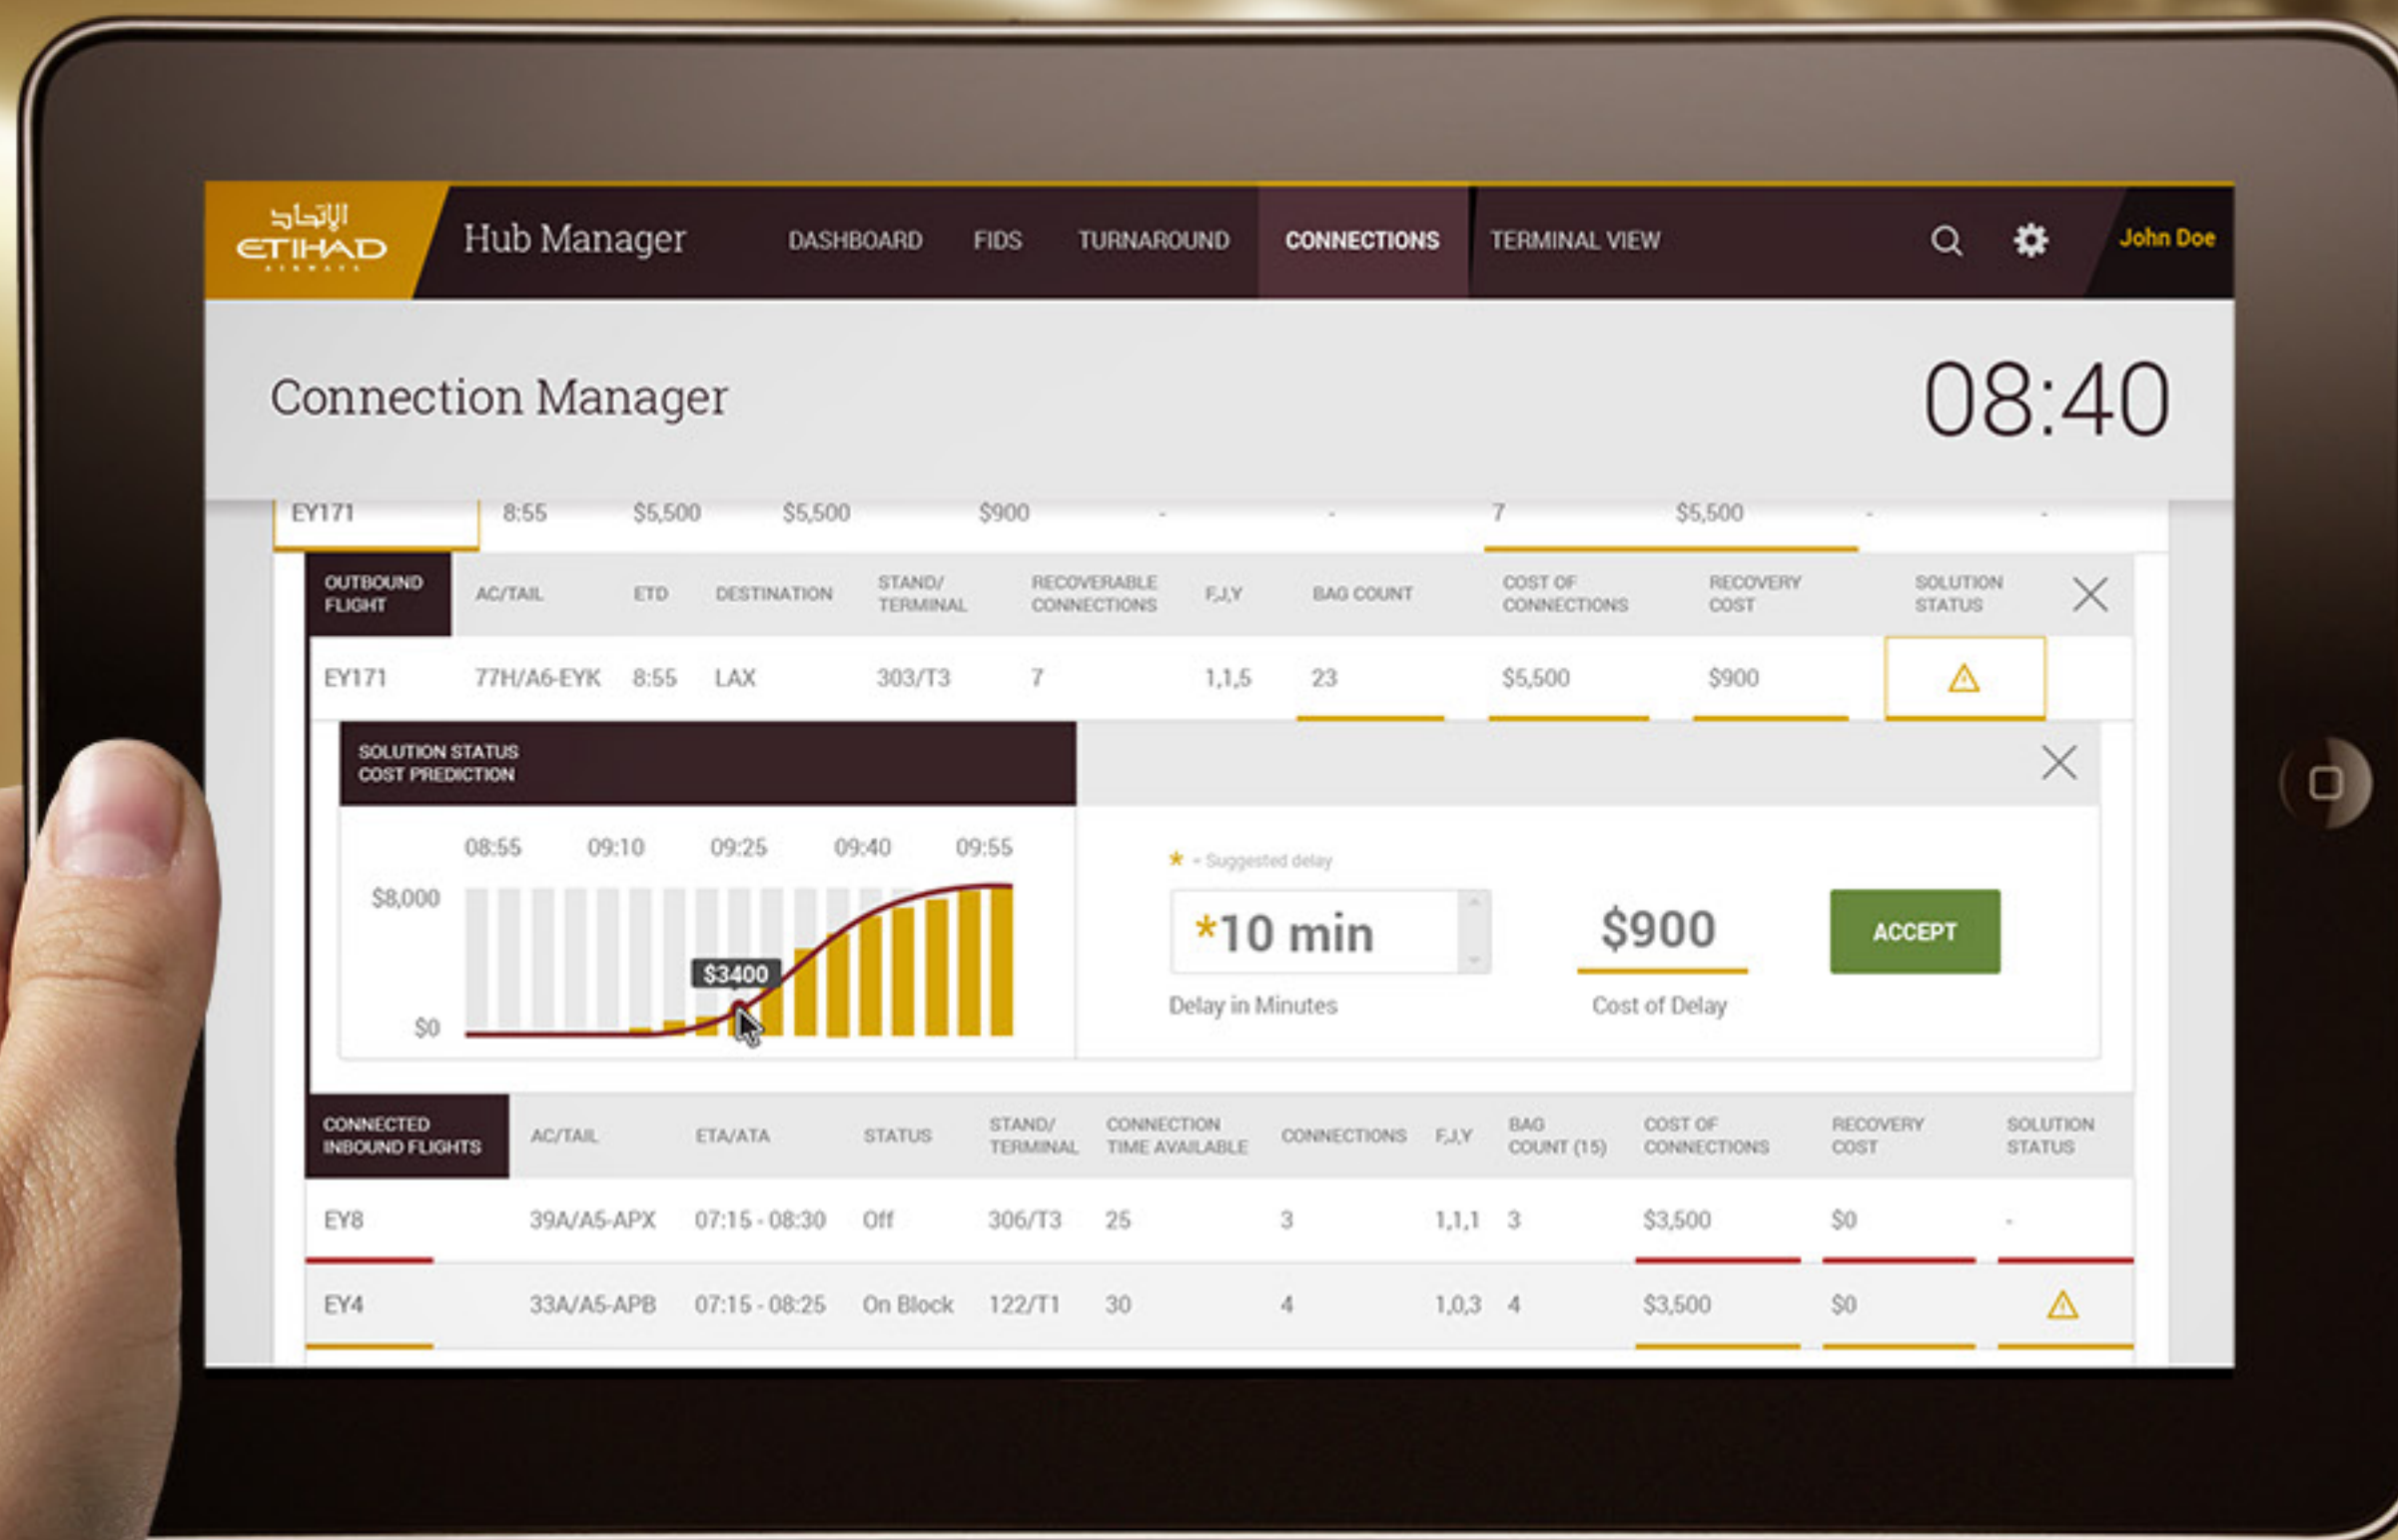 الإتحاد
ETIHAD
AIRWAYS
Hub Manager
DASHBOARD
FIDS
TURNAROUND
CONNECTIONS
TERMINAL VIEW
John Doe
Connection Manager
08:40
EY171 8:55 $5,500 $5,500 $900 - - 7 $5,500 - -
OUTBOUND
FLIGHT
AC/TAIL
ETD
DESTINATION
STAND/
TERMINAL
RECOVERABLE
CONNECTIONS
F,J,Y
BAG COUNT
COST OF
CONNECTIONS
RECOVERY
COST
SOLUTION
STATUS
EY171 77H/A6-EYK 8:55 LAX 303/T3 7 1,1,5 23 $5,500 $900
SOLUTION STATUS
COST PREDICTION
08:55 09:10 09:25 09:40 09:55
$8,000
$3400
$0
* = Suggested delay
*10 min
Delay in Minutes
$900
Cost of Delay
ACCEPT
CONNECTED
INBOUND FLIGHTS
AC/TAIL
ETA/ATA
STATUS
STAND/
TERMINAL
CONNECTION
TIME AVAILABLE
CONNECTIONS
F,J,Y
BAG
COUNT (15)
COST OF
CONNECTIONS
RECOVERY
COST
SOLUTION
STATUS
EY8 39A/A5-APX 07:15 - 08:30 Off 306/T3 25 3 1,1,1 3 $3,500 $0 -
EY4 33A/A5-APB 07:15 - 08:25 On Block 122/T1 30 4 1,0,3 4 $3,500 $0